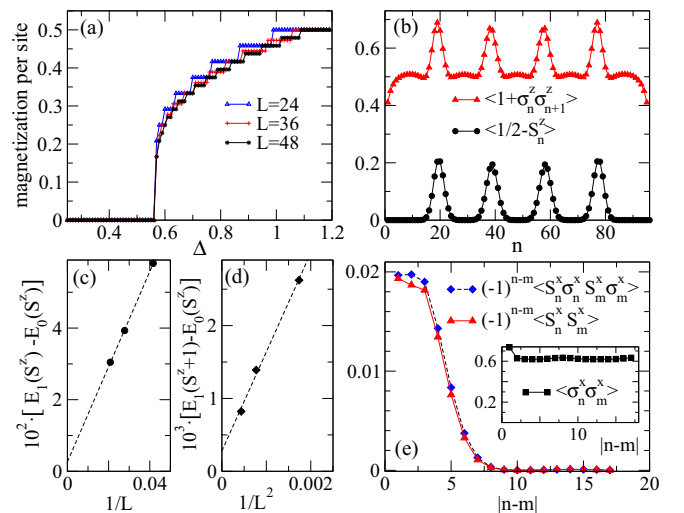 (a)
magnetization per site
0.5
0.4
0.3
0.2
0.1
0
L=24
L=36
L=48
0.4 0.6 0.8 1 1.2
Δ
(b)
0.6
0.4
0.2
0
<1+σ^z_n σ^z_{n+1}>
<1/2-S^z_n>
0 20 40 60 80
n
(c)
10^2·[E_1(S^z) -E_0(S^z)]
4
2
0
0 0.04
1/L
(d)
10^3·[E_1(S^z+1)-E_0(S^z)]
2
1
0
0 0.002
1/L^2
(e)
0.02
0.01
0
(-1)^{n-m} <S^x_n σ^x_n S^x_m σ^x_m>
(-1)^{n-m} <S^x_n S^x_m>
0.6
0.4
0.2
<σ^x_n σ^x_m>
0 10
|n-m|
0 5 10 15 20
|n-m|